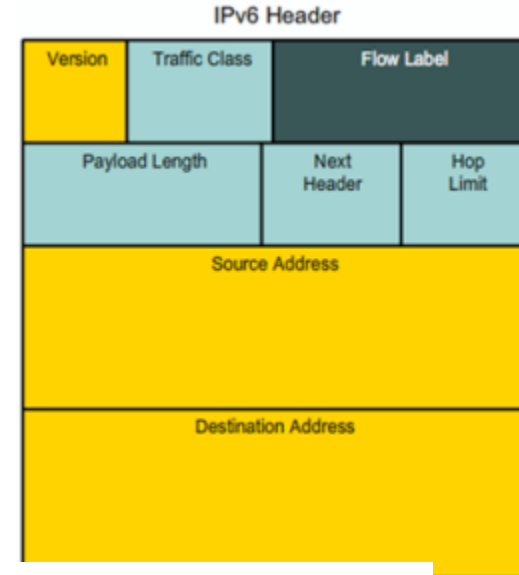 IPv6 Header
Version
Traffic Class
Flow Label
Payload Length
Next
Header
Hop
Limit
Source Address
Destination Address